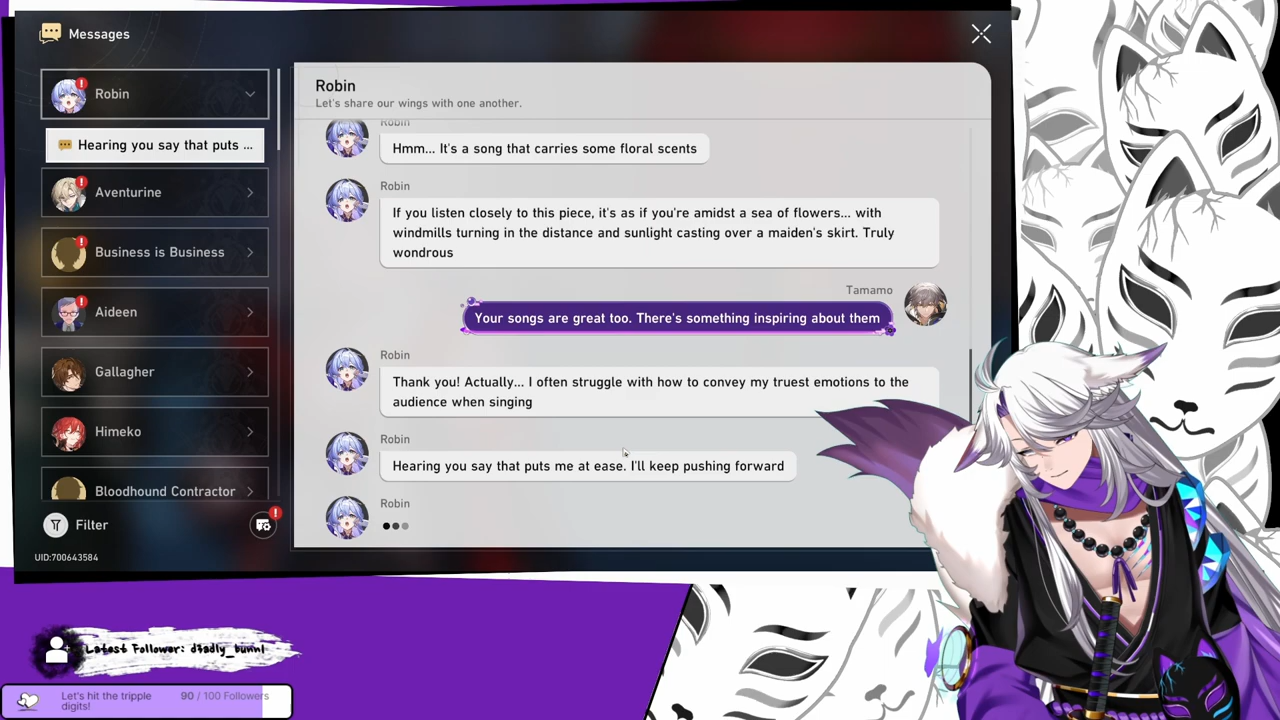 Messages
Robin
Hearing you say that puts ...
Aventurine
Business is Business
Aideen
Gallagher
Himeko
Bloodhound Contractor
Filter
UID:700643584
Robin
Let's share our wings with one another.
Robin
Hmm... It's a song that carries some floral scents
Robin
If you listen closely to this piece, it's as if you're amidst a sea of flowers... with
windmills turning in the distance and sunlight casting over a maiden's skirt. Truly
wondrous
Tamamo
Your songs are great too. There's something inspiring about them
Robin
Thank you! Actually... I often struggle with how to convey my truest emotions to the
audience when singing
Robin
Hearing you say that puts me at ease. I'll keep pushing forward
Robin
Latest Follower: d3adly_bunn1
Let's hit the tripple
digits!
90 / 100 Followers